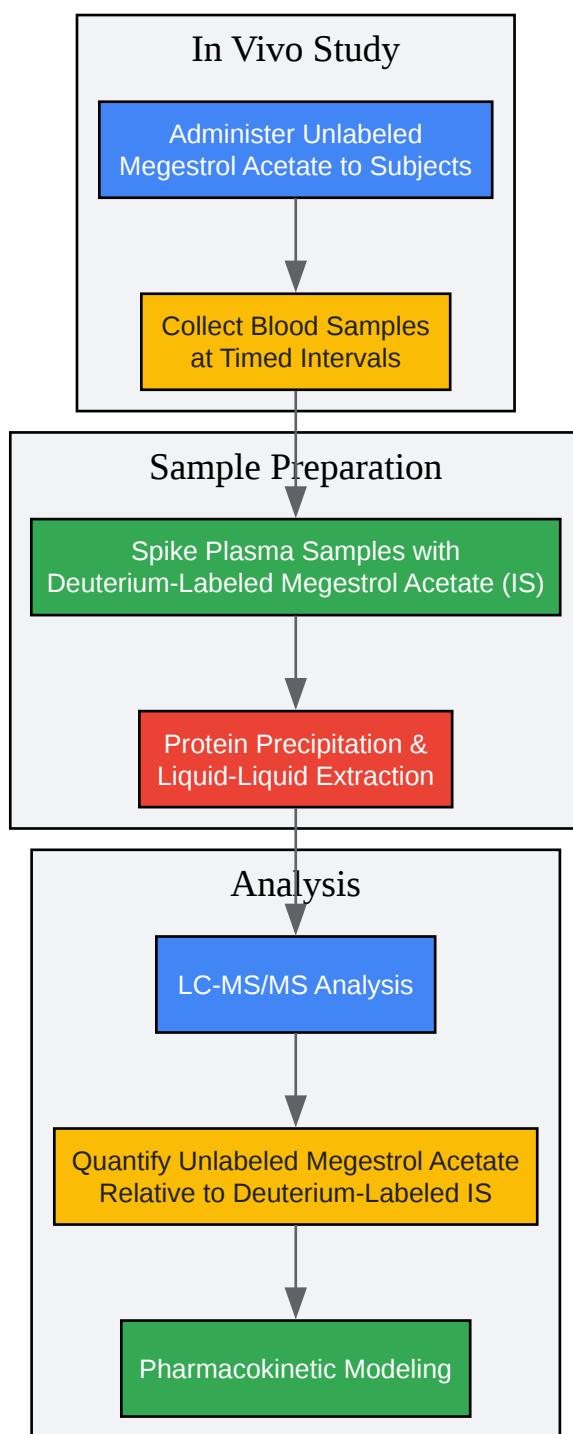 In Vivo Study
Administer Unlabeled
Megestrol Acetate to Subjects
Collect Blood Samples
at Timed Intervals
Sample Preparation
Spike Plasma Samples with
Deuterium-Labeled Megestrol Acetate (IS)
Protein Precipitation &
Liquid-Liquid Extraction
Analysis
LC-MS/MS Analysis
Quantify Unlabeled Megestrol Acetate
Relative to Deuterium-Labeled IS
Pharmacokinetic Modeling